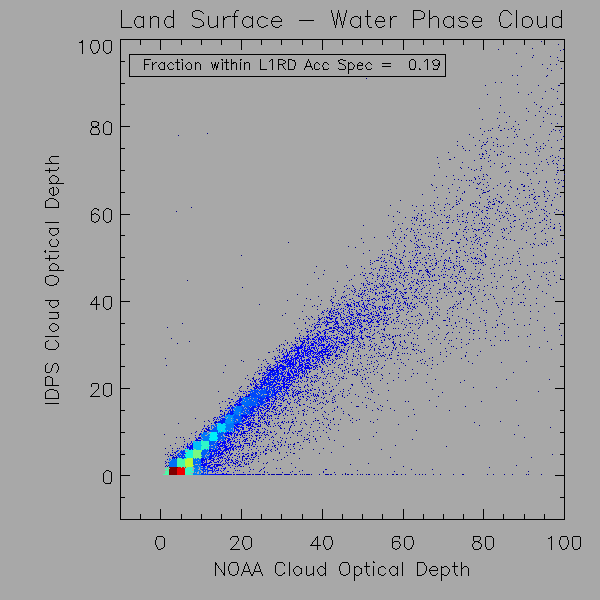 Land Surface – Water Phase Cloud
Fraction within L1RD Acc Spec = 0.19
100
80
60
40
20
0
IDPS Cloud Optical Depth
0 20 40 60 80 100
NOAA Cloud Optical Depth